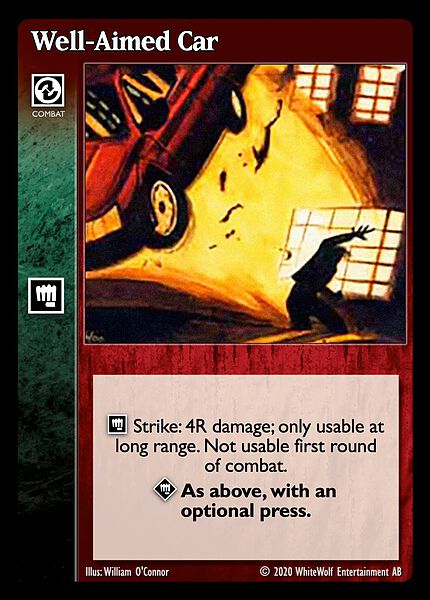 Well-Aimed Car
COMBAT
Strike: 4R damage; only usable at
long range. Not usable first round
of combat.
As above, with an
optional press.
Illus: William O'Connor
© 2020 WhiteWolf Entertainment AB